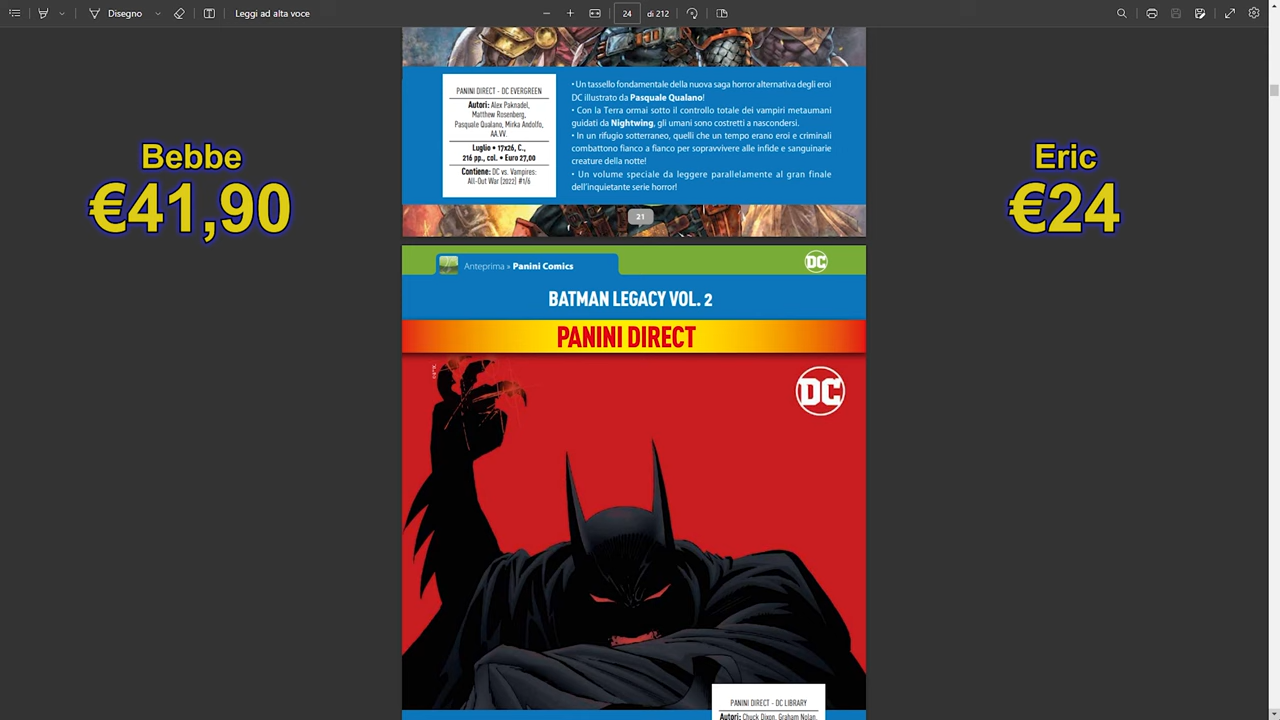 Disegno
Leggi ad alta voce
24
di 212
Bebbe
€41,90
Eric
€24
PANINI DIRECT - DC EVERGREEN
Autori: Alex Paknadel,
Matthew Rosenberg,
Pasquale Qualano, Mirka Andolfo,
AA.VV.
Luglio • 17x26, C.,
216 pp., col. • Euro 27,00
Contiene: DC vs. Vampires:
All-Out War (2022) #1/6
• Un tassello fondamentale della nuova saga horror alternativa degli eroi
DC illustrato da Pasquale Qualano!
• Con la Terra ormai sotto il controllo totale dei vampiri metaumani
guidati da Nightwing, gli umani sono costretti a nascondersi.
• In un rifugio sotterraneo, quelli che un tempo erano eroi e criminali
combattono fianco a fianco per sopravvivere alle infide e sanguinarie
creature della notte!
• Un volume speciale da leggere parallelamente al gran finale
dell'inquietante serie horror!
21
Anteprima » Panini Comics
DC
BATMAN LEGACY VOL. 2
PANINI DIRECT
DC
PANINI DIRECT - DC LIBRARY
Autori: Chuck Dixon, Graham Nolan,